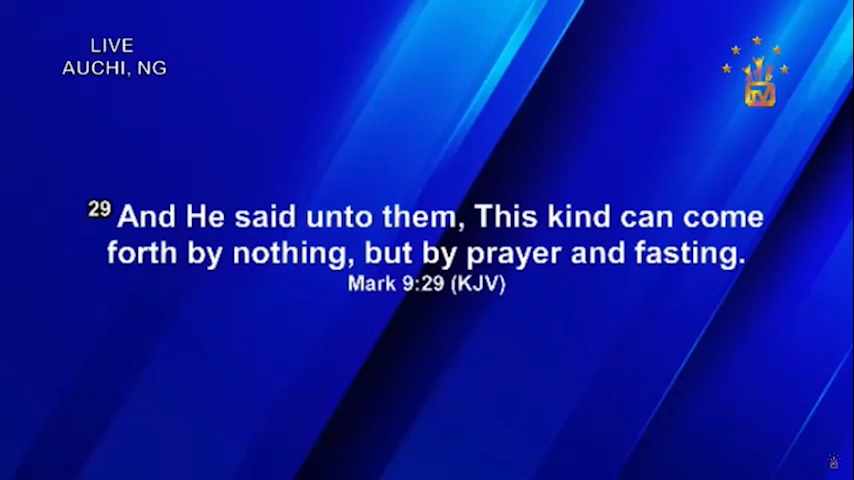 LIVE
AUCHI, NG
TV
29 And He said unto them, This kind can come
forth by nothing, but by prayer and fasting.
Mark 9:29 (KJV)